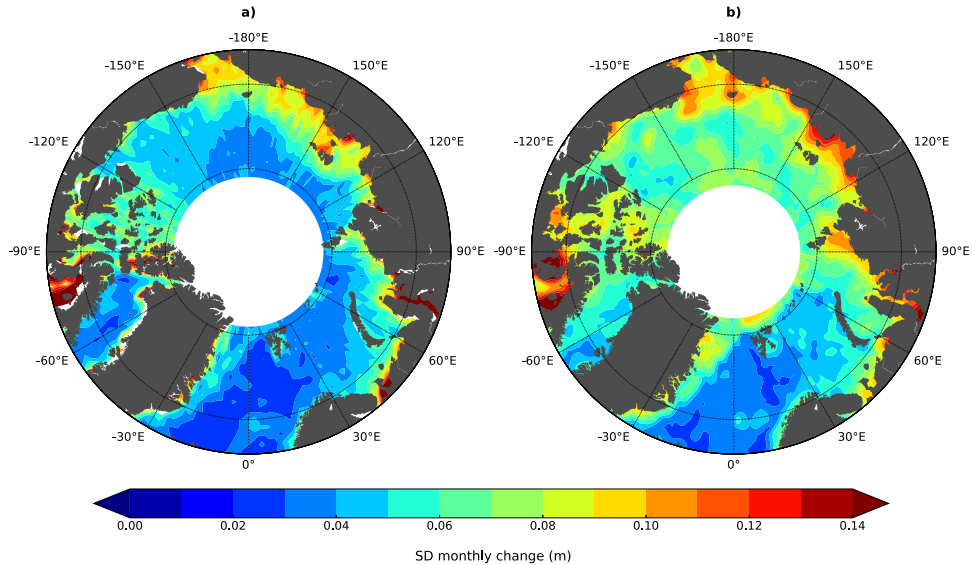 a) b)
-180°E -180°E
-150°E 150°E -150°E 150°E
-120°E 120°E -120°E 120°E
-90°E 90°E -90°E 90°E
-60°E 60°E -60°E 60°E
-30°E 30°E -30°E 30°E
0° 0°
0.00 0.02 0.04 0.06 0.08 0.10 0.12 0.14
SD monthly change (m)